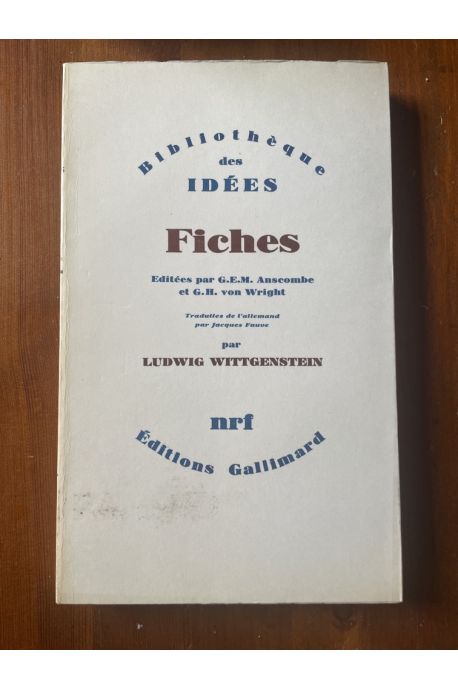 Bibliothèque
des
IDÉES
Fiches
Editées par G.E.M. Anscombe
et G.H. von Wright
Traduites de l'allemand
par Jacques Fauve
par
LUDWIG WITTGENSTEIN
nrf
Éditions Gallimard